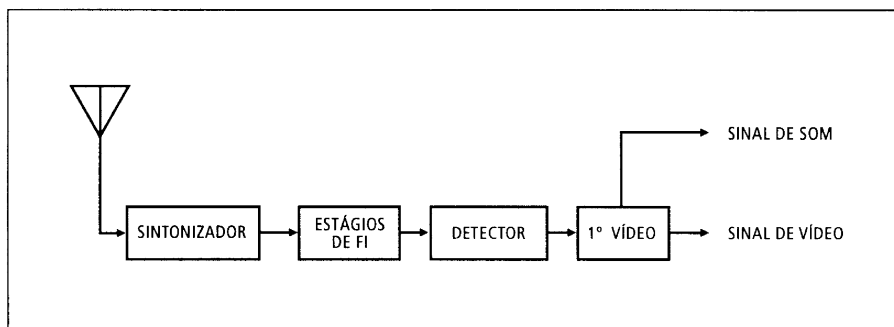 SINAL DE SOM
SINTONIZADOR
ESTÁGIOS
DE FI
DETECTOR
1º VÍDEO
SINAL DE VÍDEO